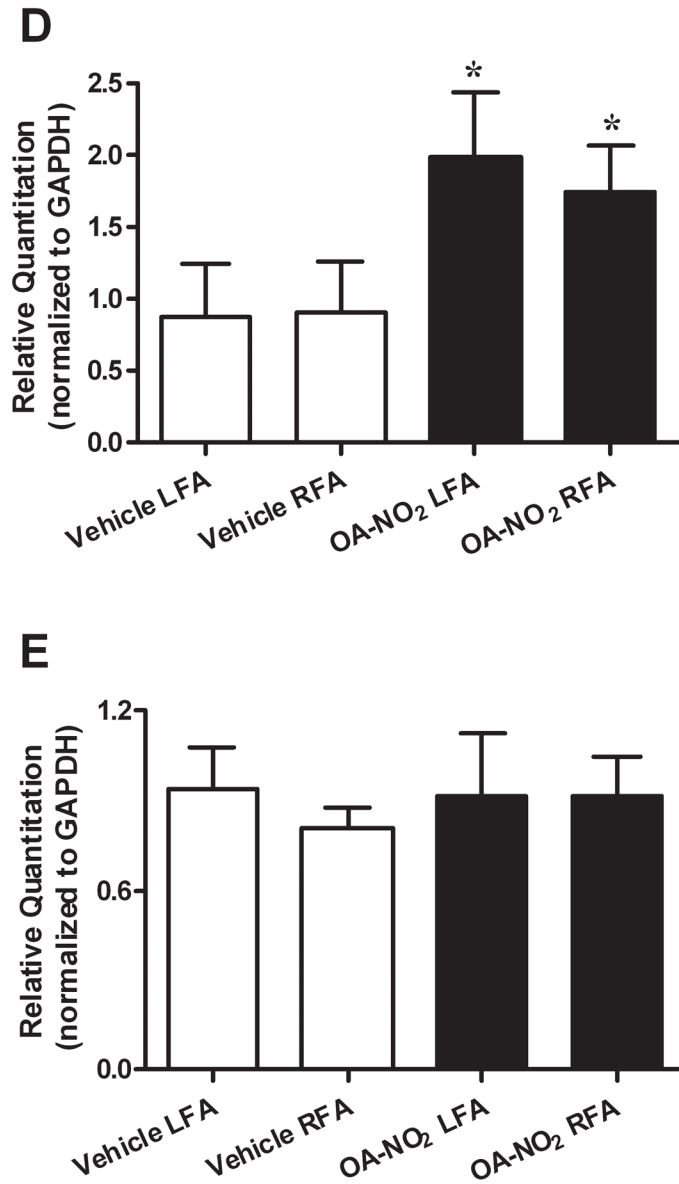 D
Relative Quantitation
(normalized to GAPDH)
2.5
2.0
1.5
1.0
0.5
0.0
*
*
Vehicle LFA
Vehicle RFA
OA-NO₂ LFA
OA-NO₂ RFA
E
Relative Quantitation
(normalized to GAPDH)
1.2
0.6
0.0
Vehicle LFA
Vehicle RFA
OA-NO₂ LFA
OA-NO₂ RFA